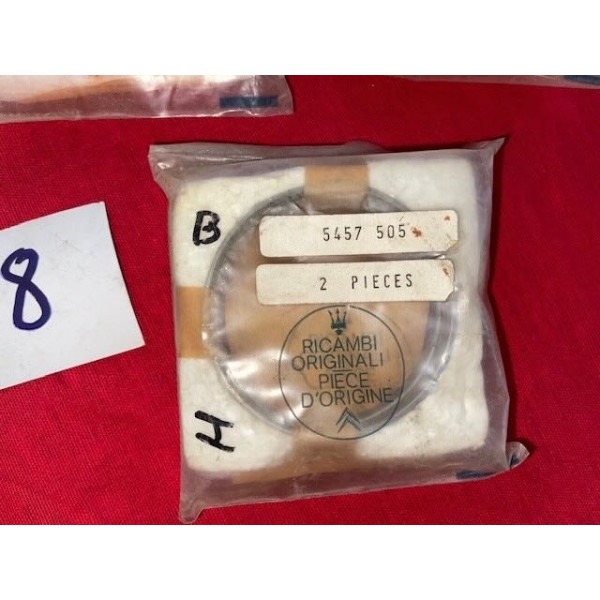 8
B
5457 505
2 PIECES
RICAMBI
ORIGINALI
PIECE
D'ORIGINE
H